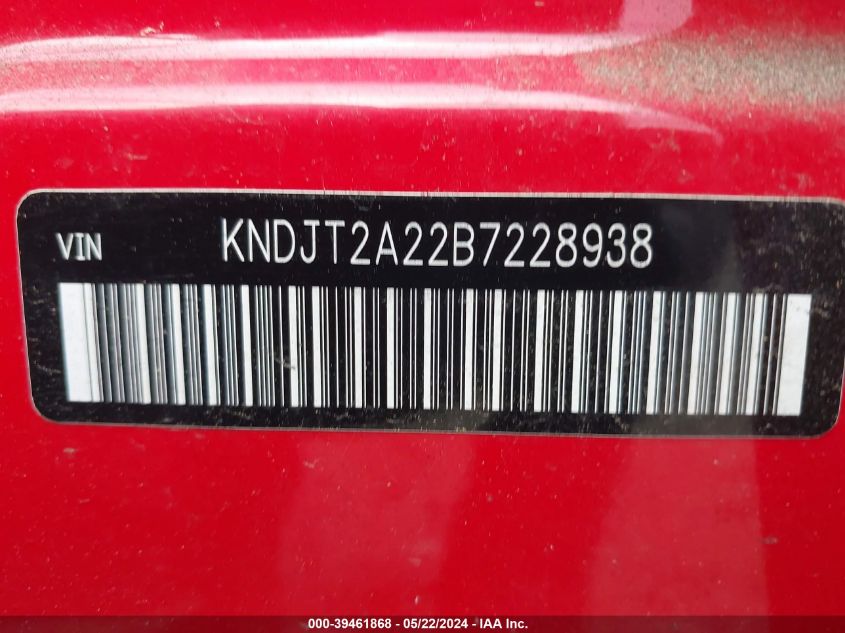 VIN KNDJT2A22B7228938
000-39461868 - 05/22/2024 - IAA Inc.